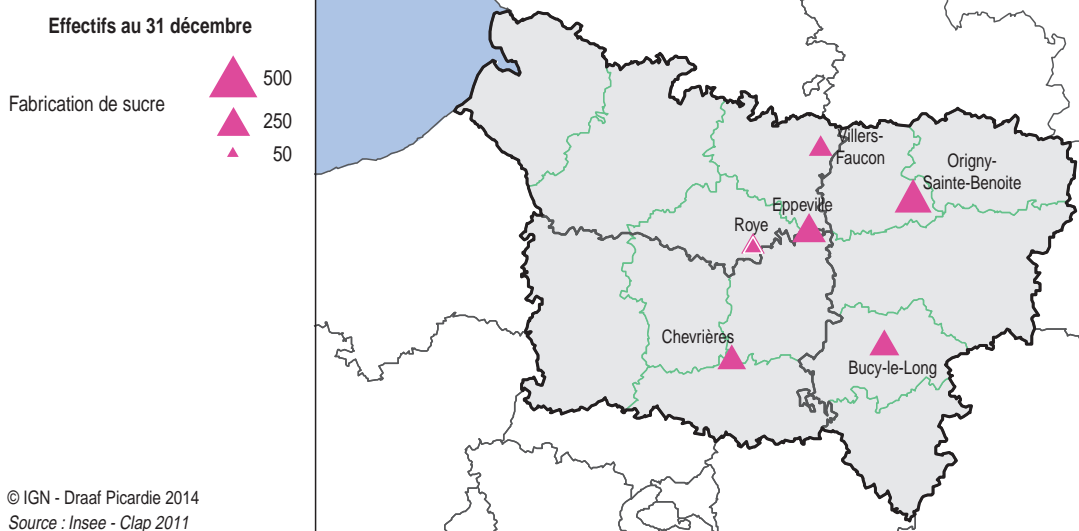 Effectifs au 31 décembre
Fabrication de sucre
500
250
50
Villers-
Faucon
Origny-
Sainte-Benoite
Eppeville
Roye
Chevrières
Bucy-le-Long
© IGN - Draaf Picardie 2014
Source : Insee - Clap 2011